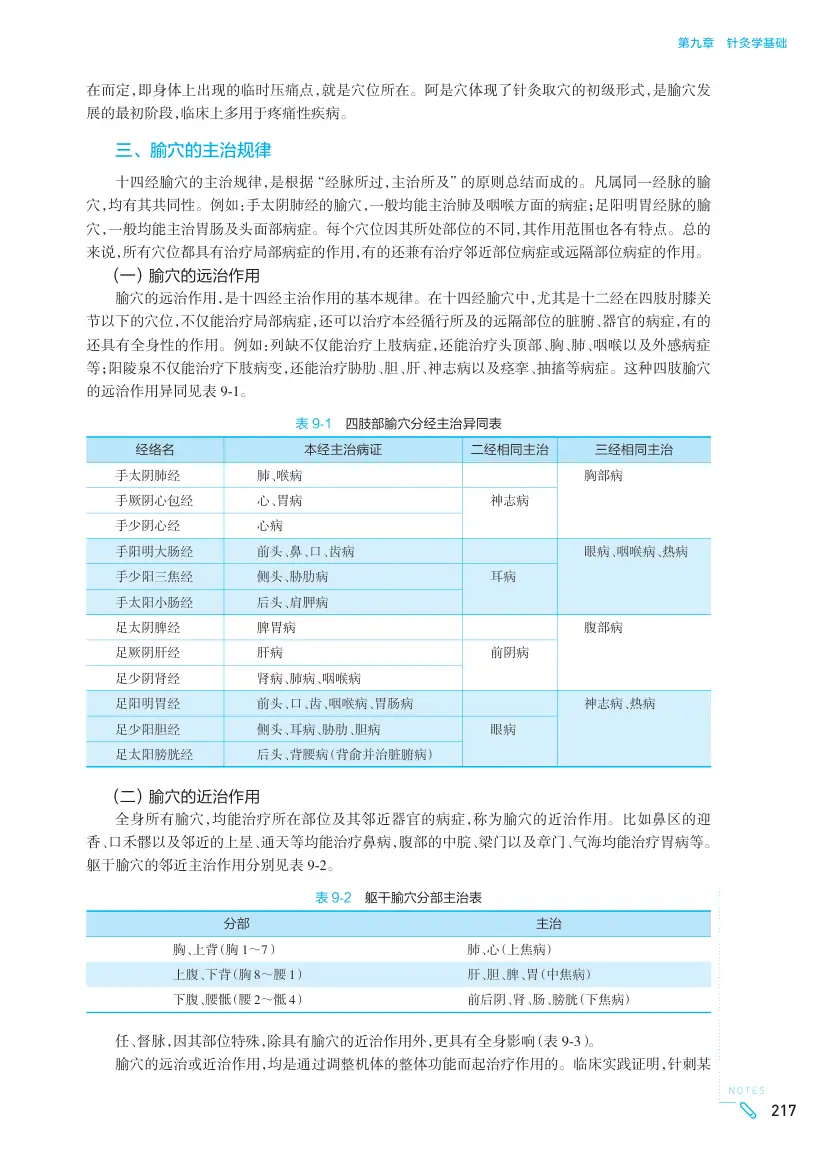 第九章　针灸学基础
在而定，即身体上出现的临时压痛点，就是穴位所在。阿是穴体现了针灸取穴的初级形式，是腧穴发
展的最初阶段，临床上多用于疼痛性疾病。
三、腧穴的主治规律
十四经腧穴的主治规律，是根据“经脉所过，主治所及”的原则总结而成的。凡属同一经脉的腧
穴，均有其共同性。例如：手太阴肺经的腧穴，一般均能主治肺及咽喉方面的病症；足阳明胃经脉的腧
穴，一般均能主治胃肠及头面部病症。每个穴位因其所处部位的不同，其作用范围也各有特点。总的
来说，所有穴位都具有治疗局部病症的作用，有的还兼有治疗邻近部位病症或远隔部位病症的作用。
（一）腧穴的远治作用
腧穴的远治作用，是十四经主治作用的基本规律。在十四经腧穴中，尤其是十二经在四肢肘膝关
节以下的穴位，不仅能治疗局部病症，还可以治疗本经循行所及的远隔部位的脏腑、器官的病症，有的
还具有全身性的作用。例如：列缺不仅能治疗上肢病症，还能治疗头顶部、胸、肺、咽喉以及外感病症
等；阳陵泉不仅能治疗下肢病变，还能治疗胁肋、胆、肝、神志病以及痉挛、抽搐等病症。这种四肢腧穴
的远治作用异同见表 9-1。
表 9-1　四肢部腧穴分经主治异同表
经络名　本经主治病证　二经相同主治　三经相同主治
手太阴肺经　肺、喉病　胸部病
手厥阴心包经　心、胃病　神志病
手少阴心经　心病
手阳明大肠经　前头、鼻、口、齿病　眼病、咽喉病、热病
手少阳三焦经　侧头、胁肋病　耳病
手太阳小肠经　后头、肩胛病
足太阴脾经　脾胃病　腹部病
足厥阴肝经　肝病　前阴病
足少阴肾经　肾病、肺病、咽喉病
足阳明胃经　前头、口、齿、咽喉病、胃肠病　神志病、热病
足少阳胆经　侧头、耳病、胁肋、胆病　眼病
足太阳膀胱经　后头、背腰病（背俞并治脏腑病）
（二）腧穴的近治作用
全身所有腧穴，均能治疗所在部位及其邻近器官的病症，称为腧穴的近治作用。比如鼻区的迎
香、口禾髎以及邻近的上星、通天等均能治疗鼻病，腹部的中脘、梁门以及章门、气海均能治疗胃病等。
躯干腧穴的邻近主治作用分别见表 9-2。
表 9-2　躯干腧穴分部主治表
分部　主治
胸、上背（胸 1～7）　肺、心（上焦病）
上腹、下背（胸 8～腰 1）　肝、胆、脾、胃（中焦病）
下腹、腰骶（腰 2～骶 4）　前后阴、肾、肠、膀胱（下焦病）
任、督脉，因其部位特殊，除具有腧穴的近治作用外，更具有全身影响（表 9-3）。
腧穴的远治或近治作用，均是通过调整机体的整体功能而起治疗作用的。临床实践证明，针刺某
NOTES
217